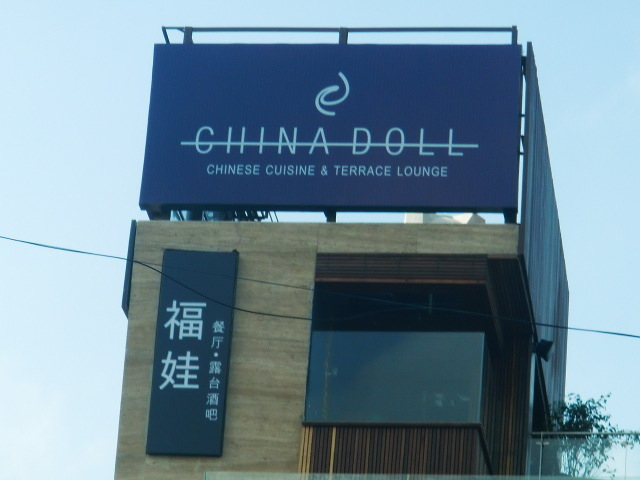 CHINA DOLL
CHINESE CUISINE & TERRACE LOUNGE
福娃
餐厅•露台酒吧